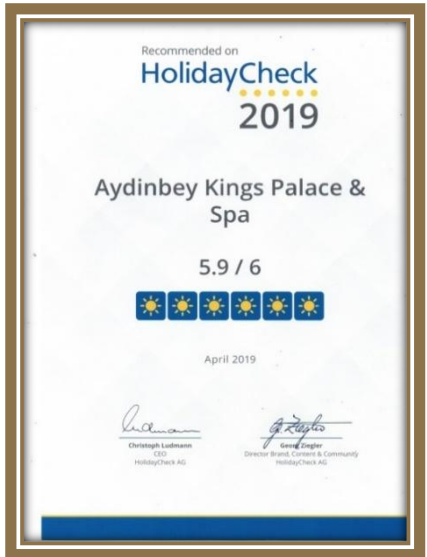 Recommended on
HolidayCheck
2019
Aydinbey Kings Palace &
Spa
5.9 / 6
April 2019
Christoph Ludmann
CEO
HolidayCheck AG
Georg Ziegler
Director Brand, Content & Community
HolidayCheck AG